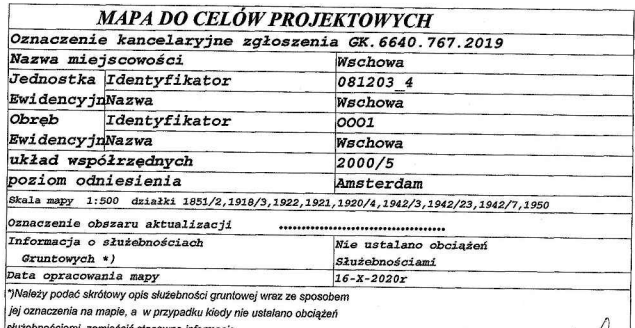 MAPA DO CELÓW PROJEKTOWYCH
Oznaczenie kancelaryjne zgłoszenia GK.6640.767.2019
Nazwa miejscowości Wschowa
Jednostka Identyfikator 081203_4
Ewidencyjn Nazwa Wschowa
Obręb Identyfikator 0001
Ewidencyjn Nazwa Wschowa
układ współrzędnych 2000/5
poziom odniesienia Amsterdam
Skala mapy 1:500 działki 1851/2,1918/3,1922,1921,1920/4,1942/3,1942/23,1942/7,1950
Oznaczenie obszaru aktualizacji ....................................
Informacja o służebnościach Nie ustalano obciążeń
Gruntowych *) Służebnościami
Data opracowania mapy 16-X-2020r
*)Należy podać skrótowy opis służebności gruntowej wraz ze sposobem
jej oznaczenia na mapie, a w przypadku kiedy nie ustalano obciążeń